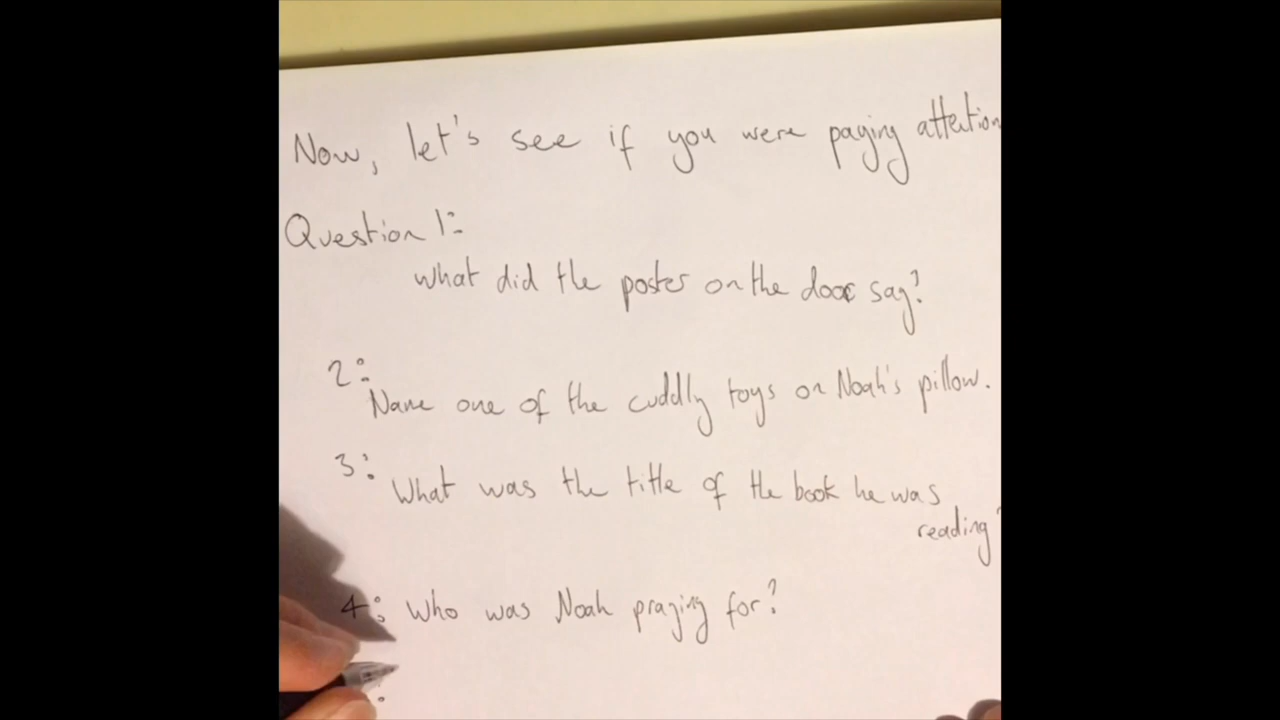 Now, let's see if you were paying attention
Question 1:
What did the poster on the door say?
2:
Name one of the cuddly toys on Noah's pillow.
3:
What was the title of the book he was
reading?
4: Who was Noah praying for?
: